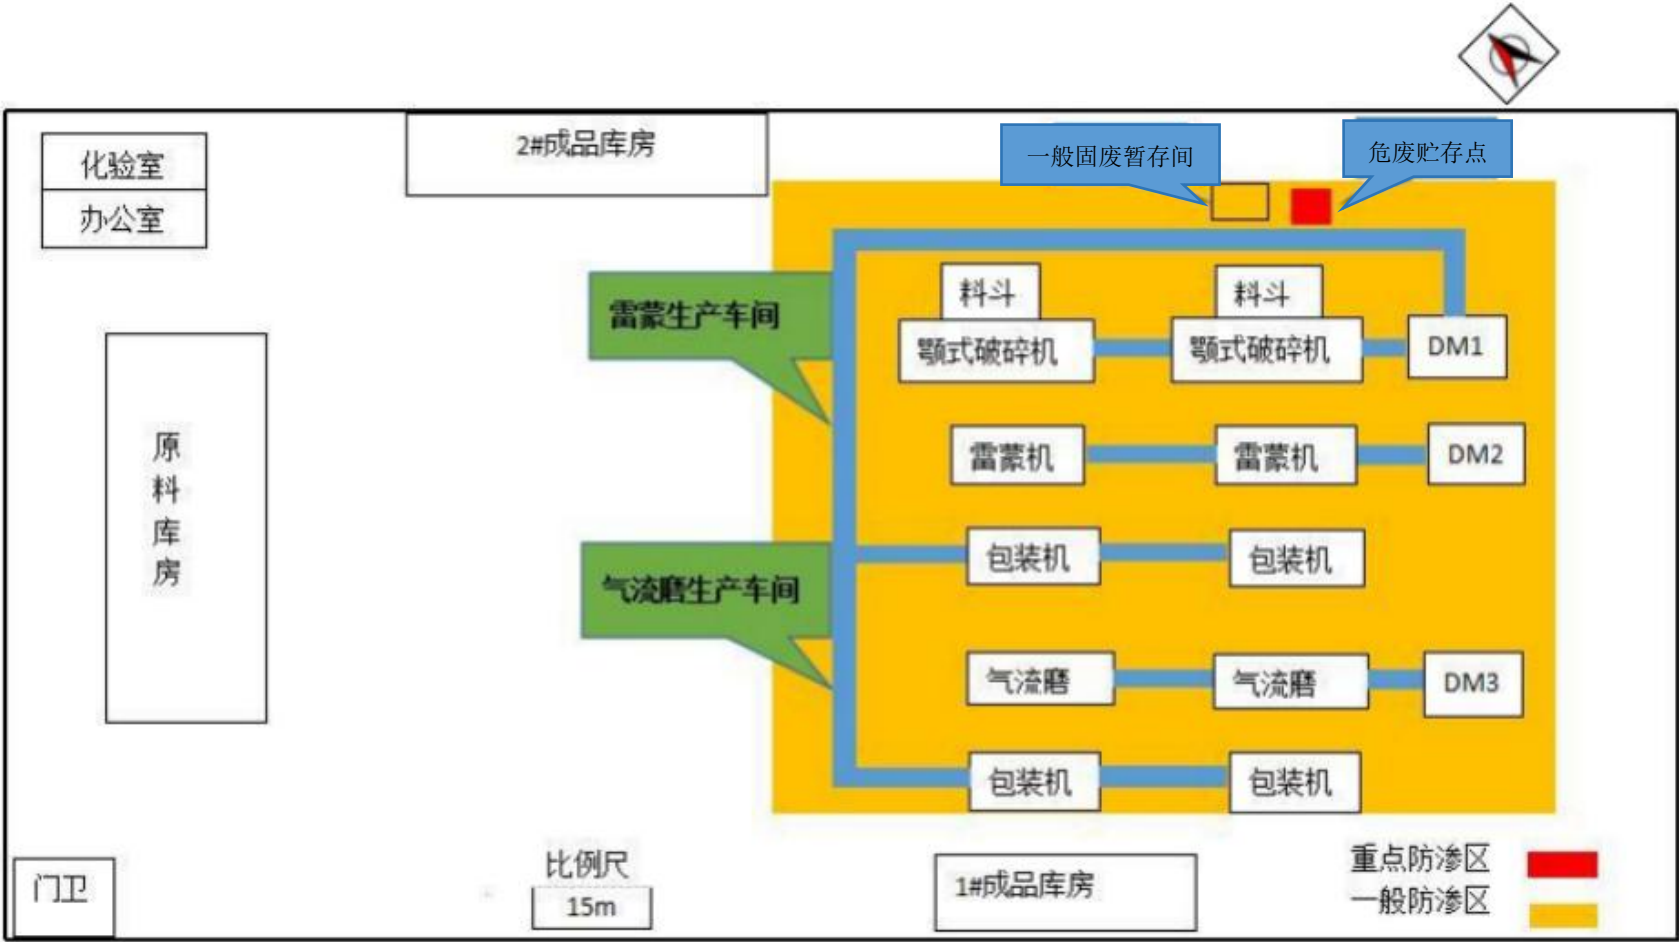 2#成品库房
一般固废暂存间
危废贮存点
化验室
办公室
雷蒙生产车间
料斗
料斗
颚式破碎机
颚式破碎机
DM1
原料库房
雷蒙机
雷蒙机
DM2
包装机
包装机
气流磨生产车间
气流磨
气流磨
DM3
包装机
包装机
门卫
比例尺
15m
1#成品库房
重点防渗区
一般防渗区